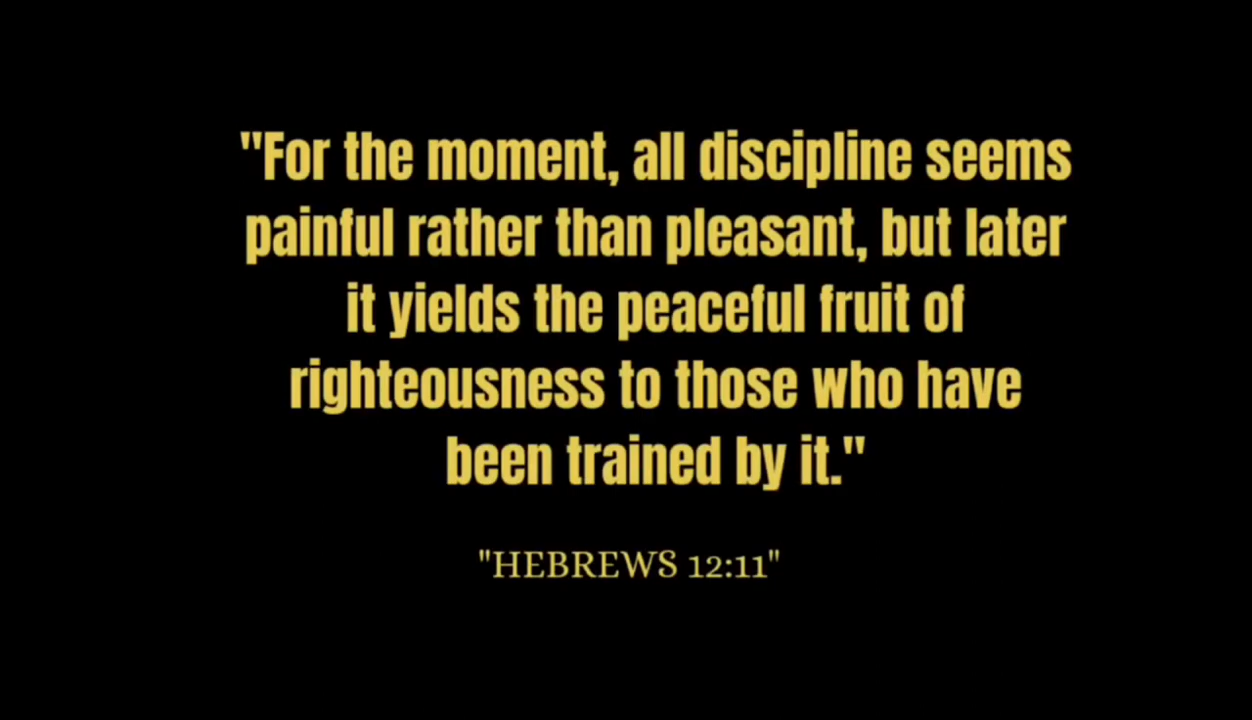 "For the moment, all discipline seems
painful rather than pleasant, but later
it yields the peaceful fruit of
righteousness to those who have
been trained by it."
"HEBREWS 12:11"